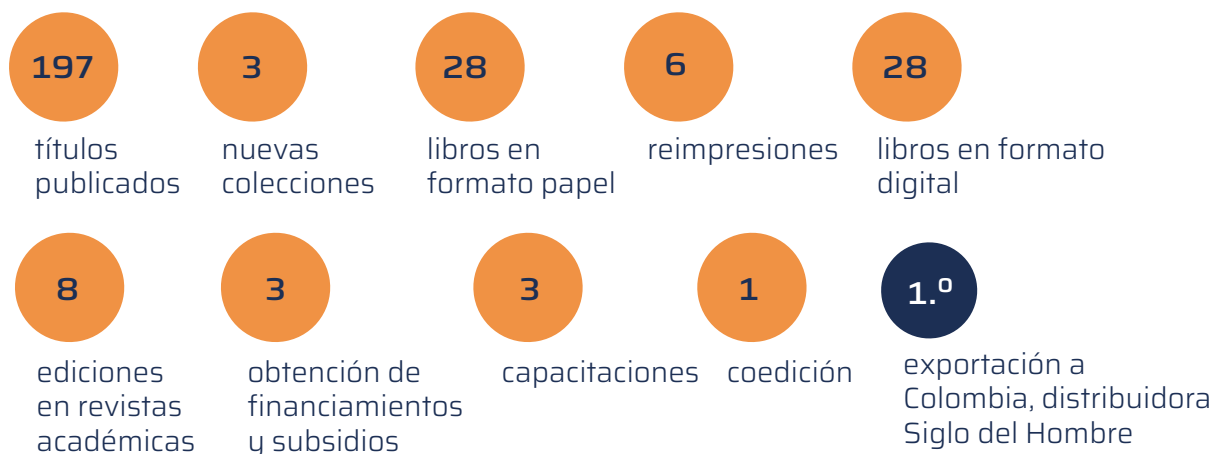 197
títulos
publicados
3
nuevas
colecciones
28
libros en
formato papel
6
reimpresiones
28
libros en formato
digital
8
ediciones
en revistas
académicas
3
obtención de
financiamientos
y subsidios
3
capacitaciones
1
coedición
1.º
exportación a
Colombia, distribuidora
Siglo del Hombre